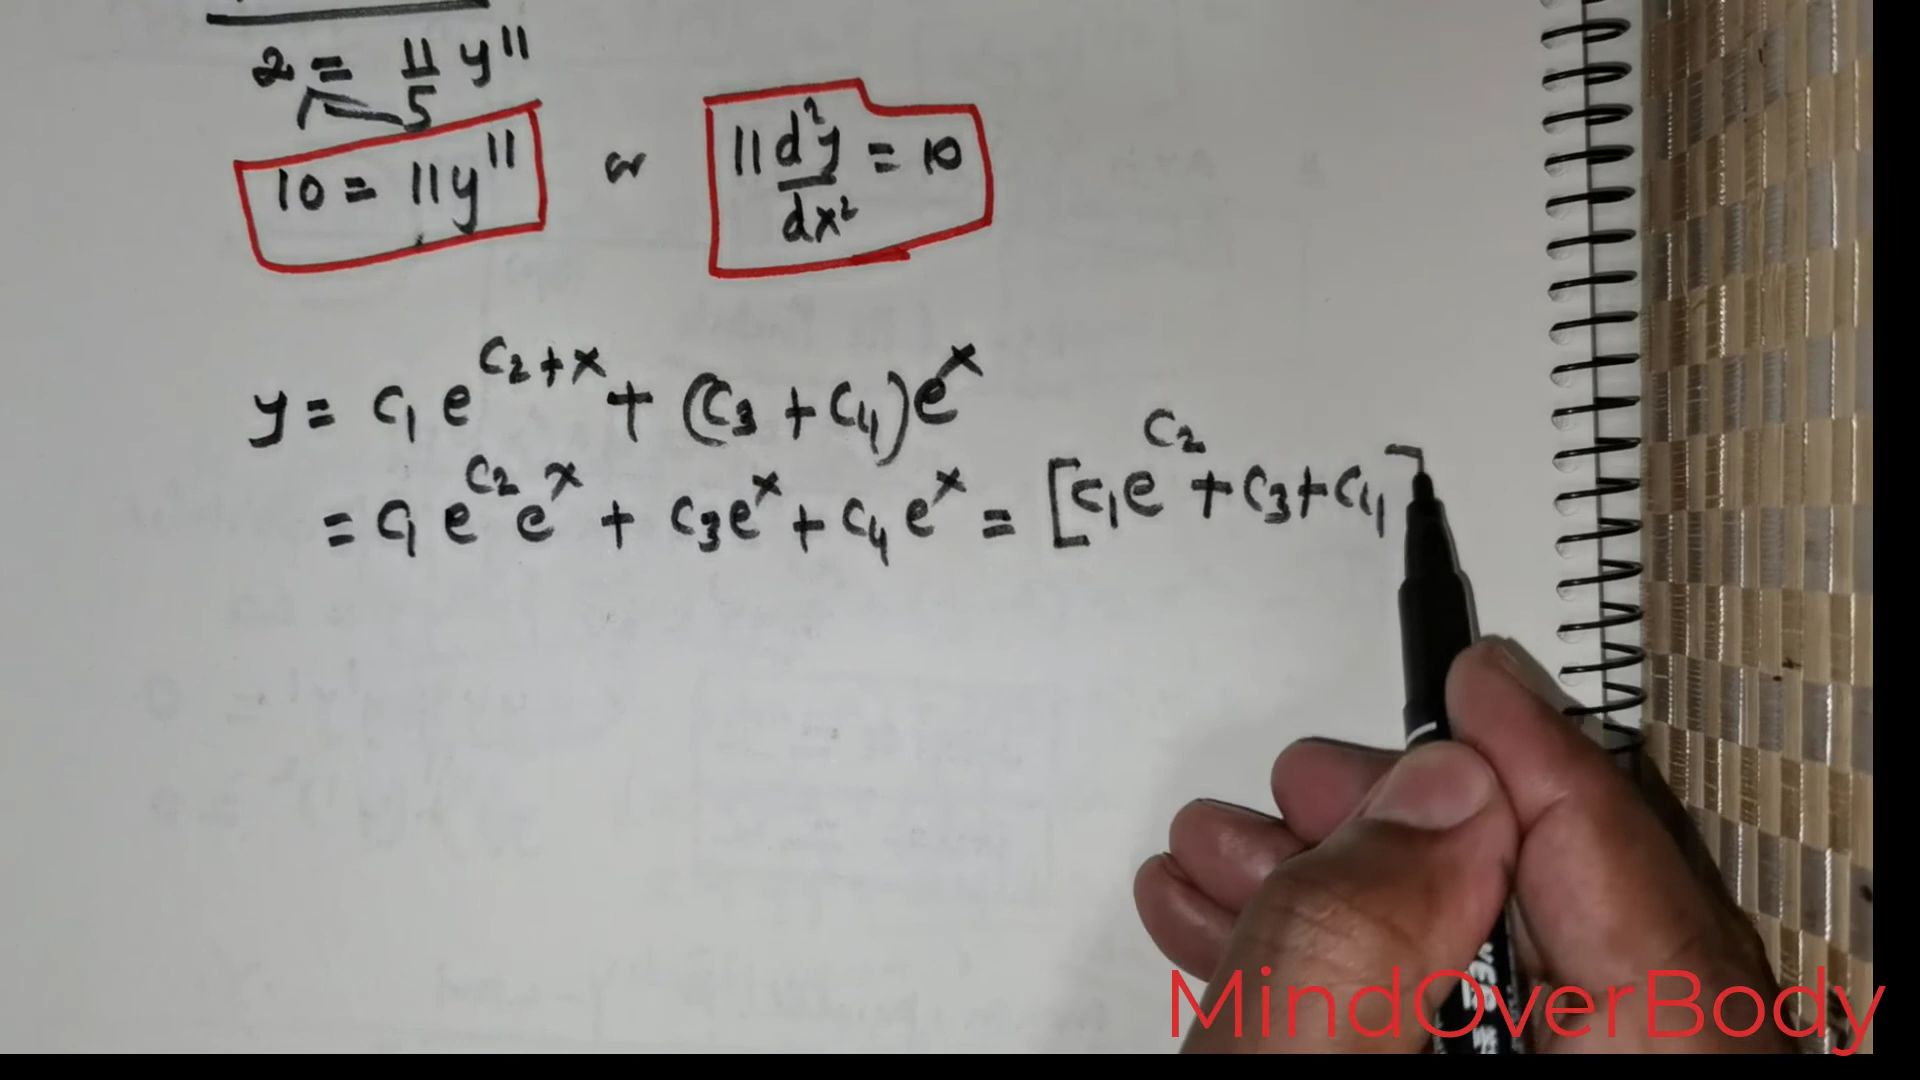 2 = 11/5 y''
10 = 11y'' or 11 d²y/dx² = 10
y = c₁ e^(c₂+x) + (c₃ + c₄)e^x
= c₁ e^c₂ e^x + c₃e^x + c₄ e^x = [c₁e^c₂ + c₃+c₄]
MindOverBody